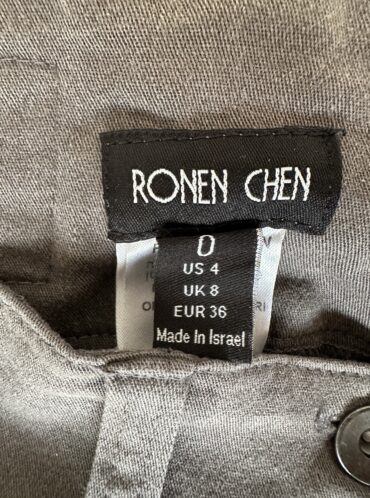 RONEN CHEN
0
US 4
UK 8
EUR 36
Made In Israel